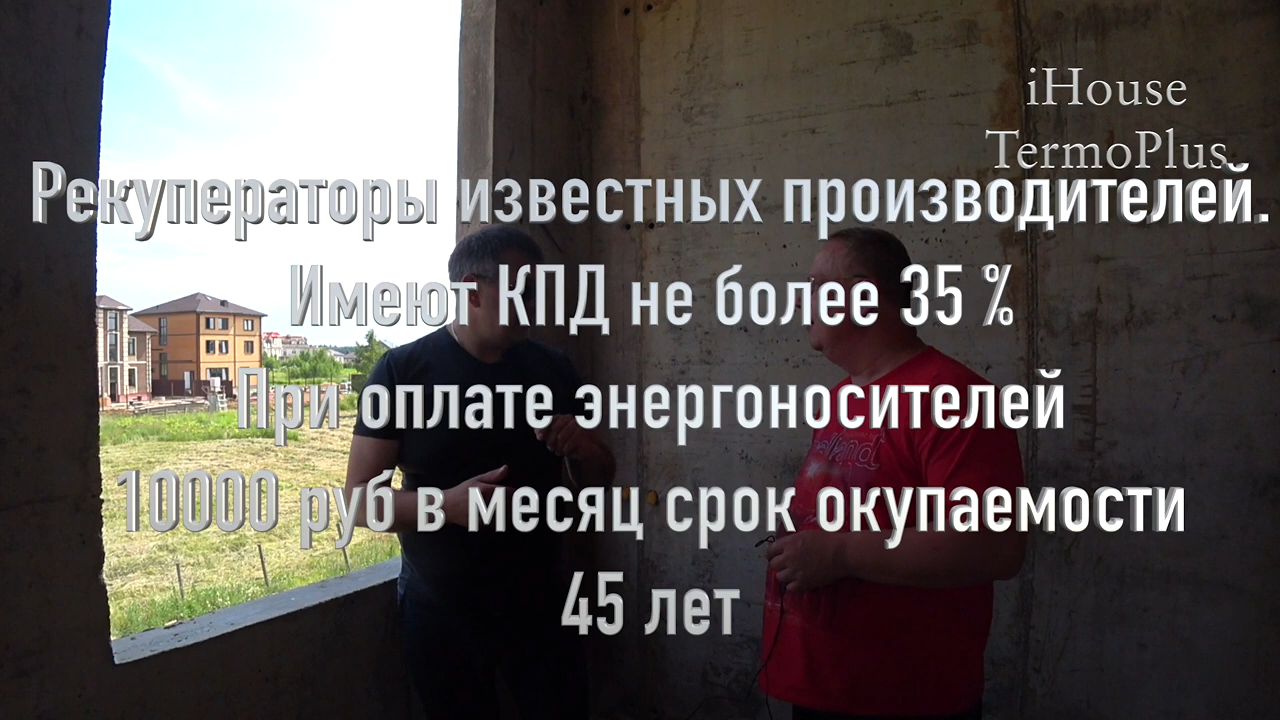 iHouse
TermoPlus
Рекуператоры известных производителей.
Имеют КПД не более 35 %
При оплате энергоносителей
10000 руб в месяц срок окупаемости
45 лет